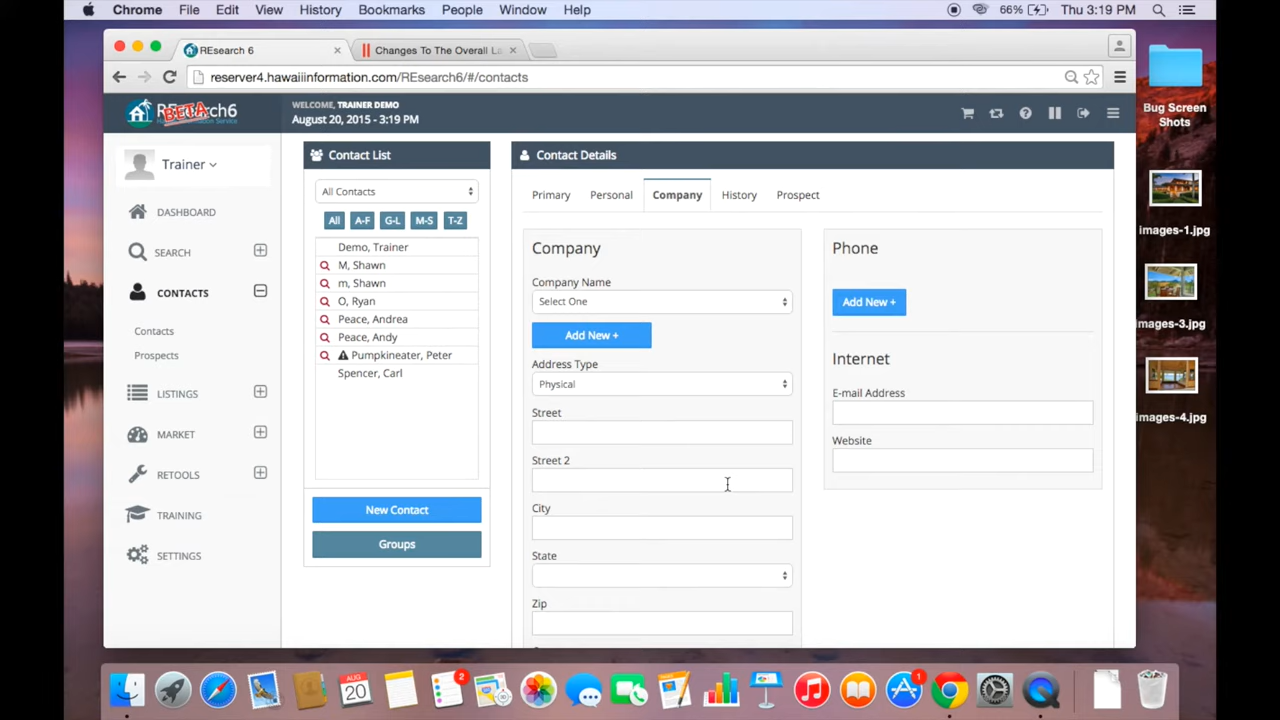 Chrome File Edit View History Bookmarks People Window Help 66% Thu 3:19 PM
REsearch 6 Changes To The Overall La
reserver4.hawaiiinformation.com/REsearch6/#/contacts
REsearch6 BETA
WELCOME, TRAINER DEMO
August 20, 2015 - 3:19 PM
Trainer
DASHBOARD
SEARCH
CONTACTS
Contacts
Prospects
LISTINGS
MARKET
RETOOLS
TRAINING
SETTINGS
Contact List
All Contacts
All A-F G-L M-S T-Z
Demo, Trainer
M, Shawn
m, Shawn
O, Ryan
Peace, Andrea
Peace, Andy
Pumpkineater, Peter
Spencer, Carl
New Contact
Groups
Contact Details
Primary Personal Company History Prospect
Company
Company Name
Select One
Add New +
Address Type
Physical
Street
Street 2
City
State
Zip
Phone
Add New +
Internet
E-mail Address
Website
Bug Screen
Shots
images-1.jpg
images-3.jpg
images-4.jpg
AUG
20
2
1